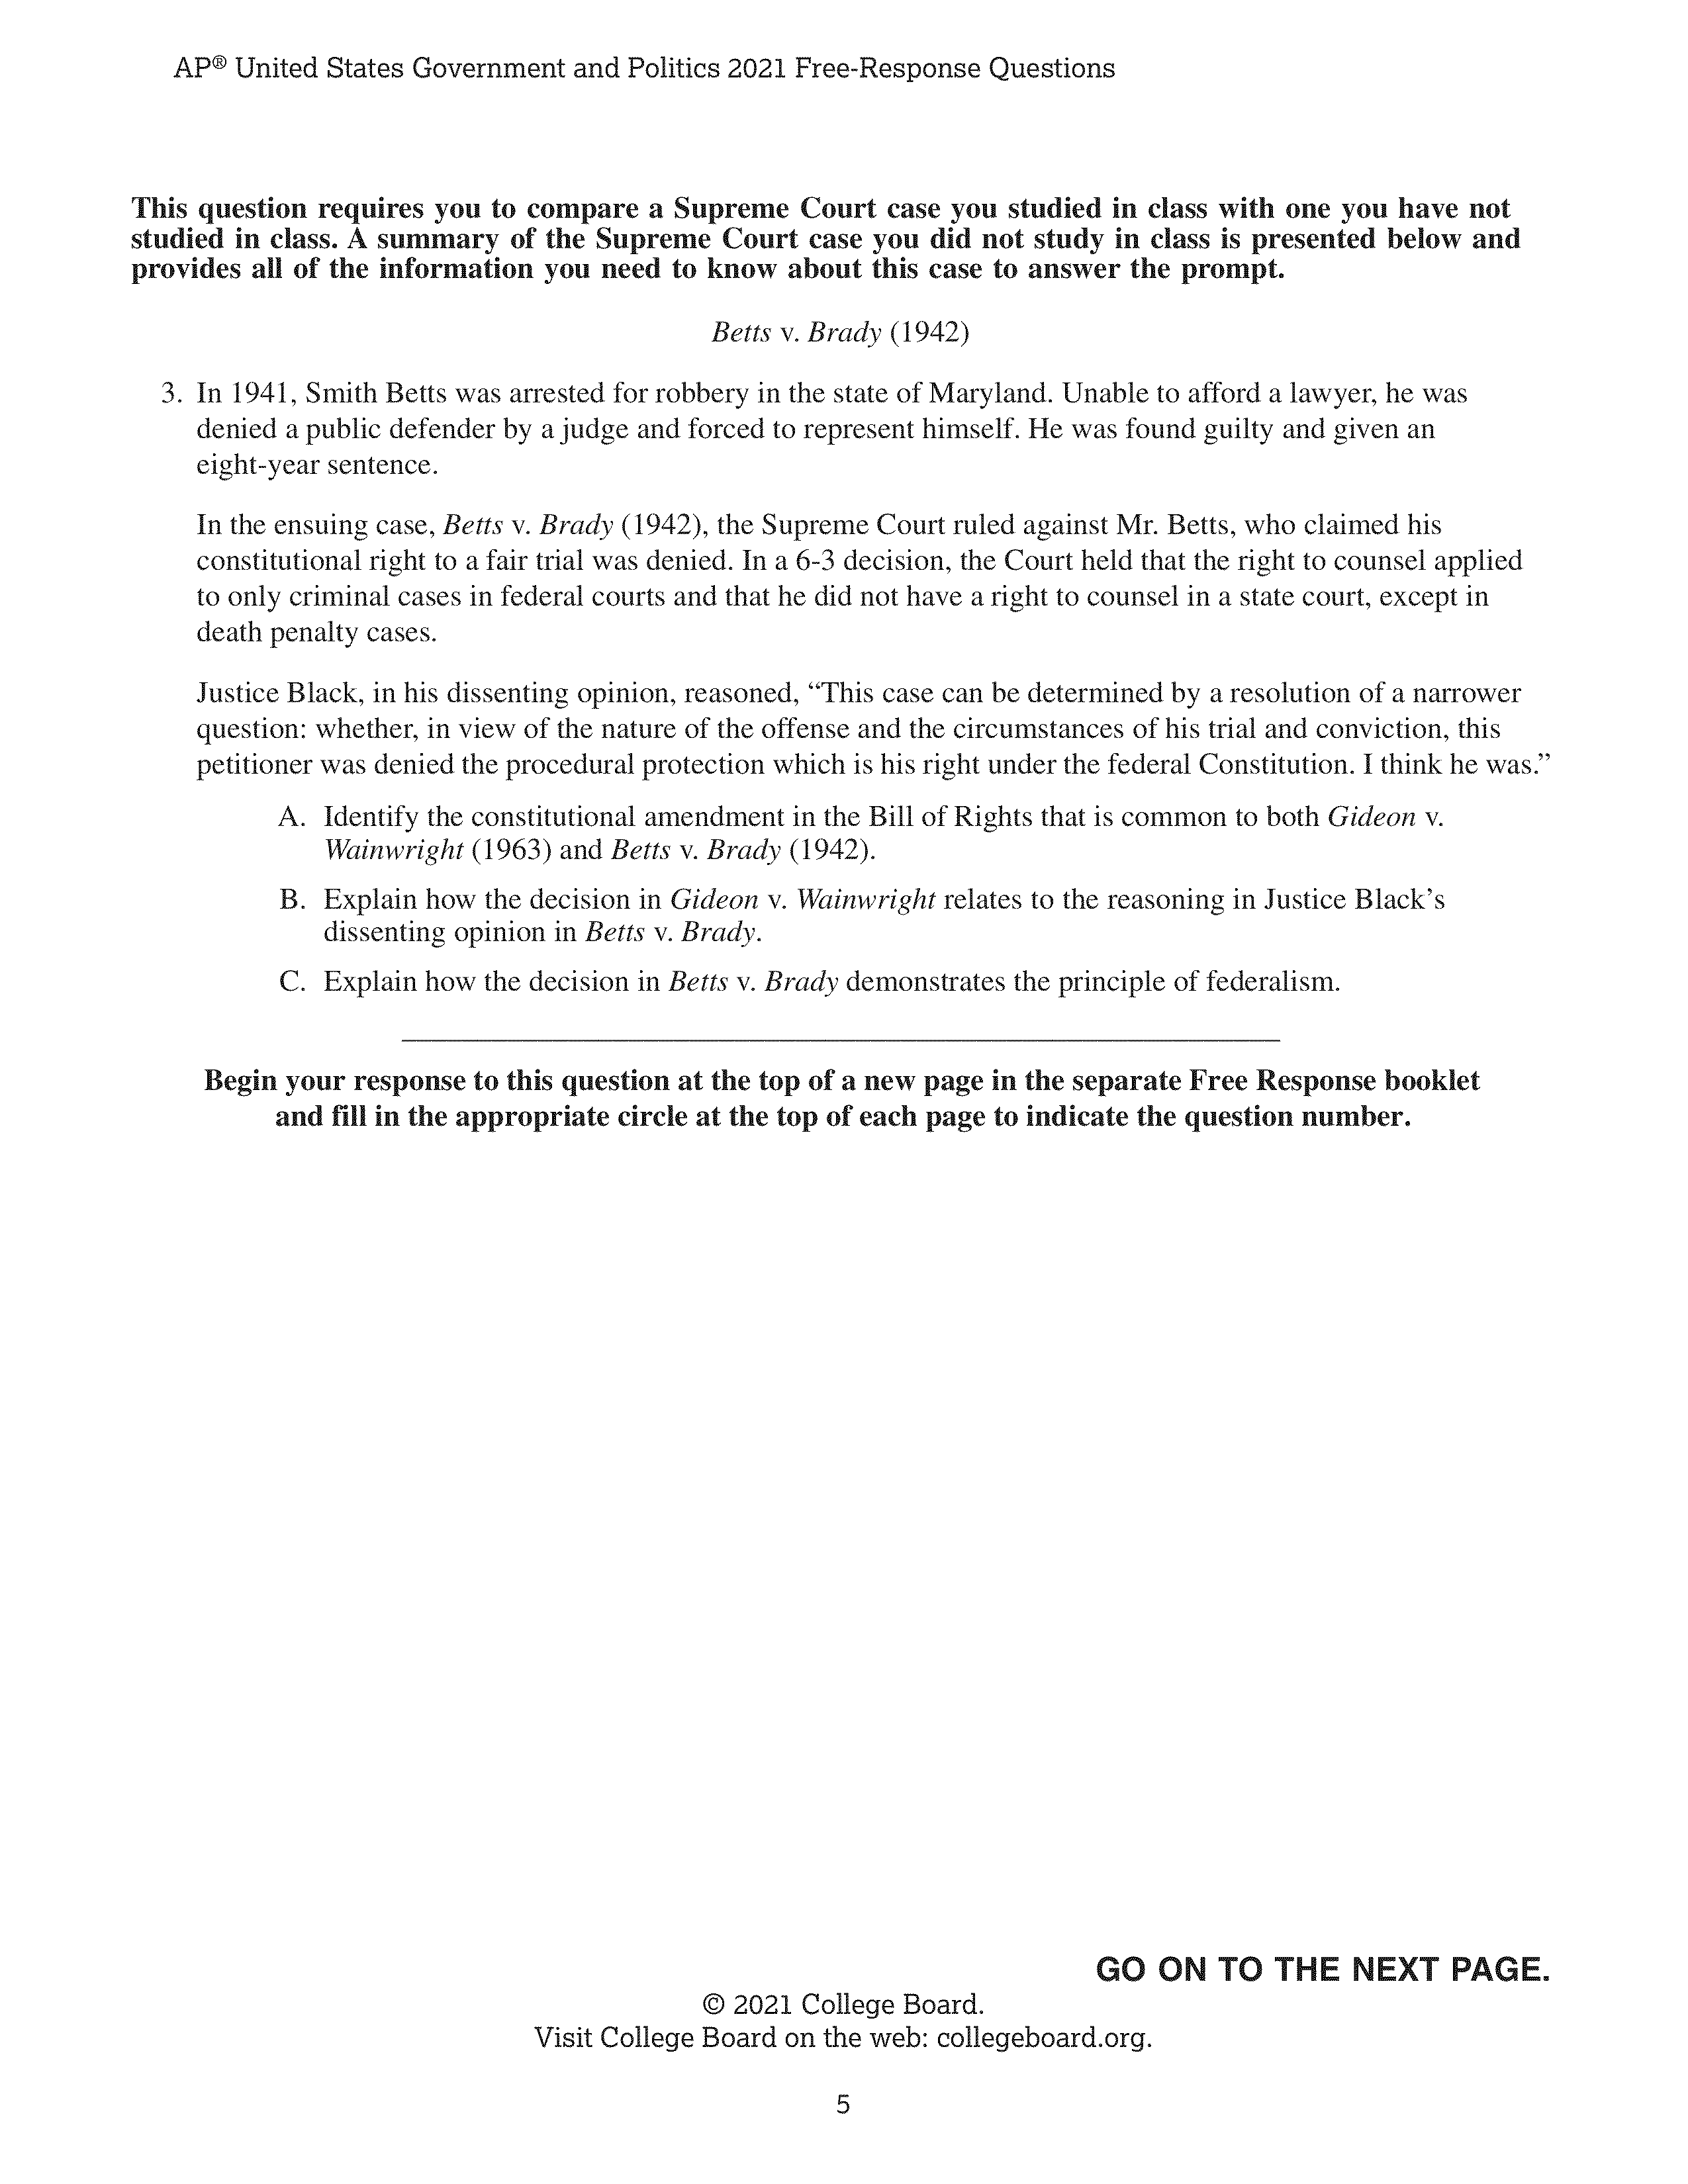 AP® United States Government and Politics 2021 Free-Response Questions
This question requires you to compare a Supreme Court case you studied in class with one you have not
studied in class. A summary of the Supreme Court case you did not study in class is presented below and
provides all of the information you need to know about this case to answer the prompt.
Betts v. Brady (1942)
3. In 1941, Smith Betts was arrested for robbery in the state of Maryland. Unable to afford a lawyer, he was
denied a public defender by a judge and forced to represent himself. He was found guilty and given an
eight-year sentence.
In the ensuing case, Betts v. Brady (1942), the Supreme Court ruled against Mr. Betts, who claimed his
constitutional right to a fair trial was denied. In a 6-3 decision, the Court held that the right to counsel applied
to only criminal cases in federal courts and that he did not have a right to counsel in a state court, except in
death penalty cases.
Justice Black, in his dissenting opinion, reasoned, “This case can be determined by a resolution of a narrower
question: whether, in view of the nature of the offense and the circumstances of his trial and conviction, this
petitioner was denied the procedural protection which is his right under the federal Constitution. I think he was.”
A. Identify the constitutional amendment in the Bill of Rights that is common to both Gideon v.
Wainwright (1963) and Betts v. Brady (1942).
B. Explain how the decision in Gideon v. Wainwright relates to the reasoning in Justice Black’s
dissenting opinion in Betts v. Brady.
C. Explain how the decision in Betts v. Brady demonstrates the principle of federalism.
Begin your response to this question at the top of a new page in the separate Free Response booklet
and fill in the appropriate circle at the top of each page to indicate the question number.
GO ON TO THE NEXT PAGE.
© 2021 College Board.
Visit College Board on the web: collegeboard.org.
5